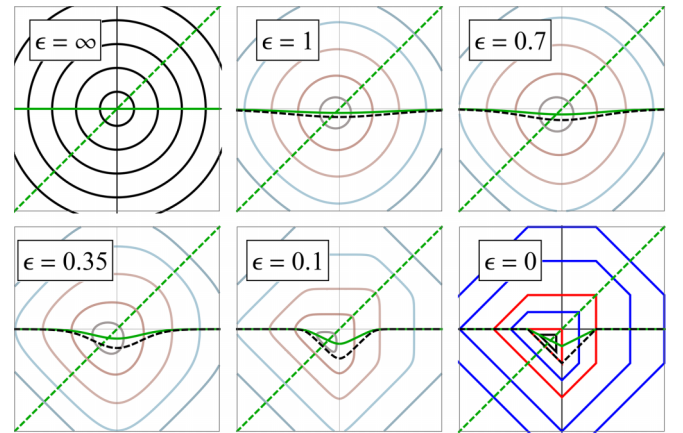 ϵ = ∞
ϵ = 1
ϵ = 0.7
ϵ = 0.35
ϵ = 0.1
ϵ = 0